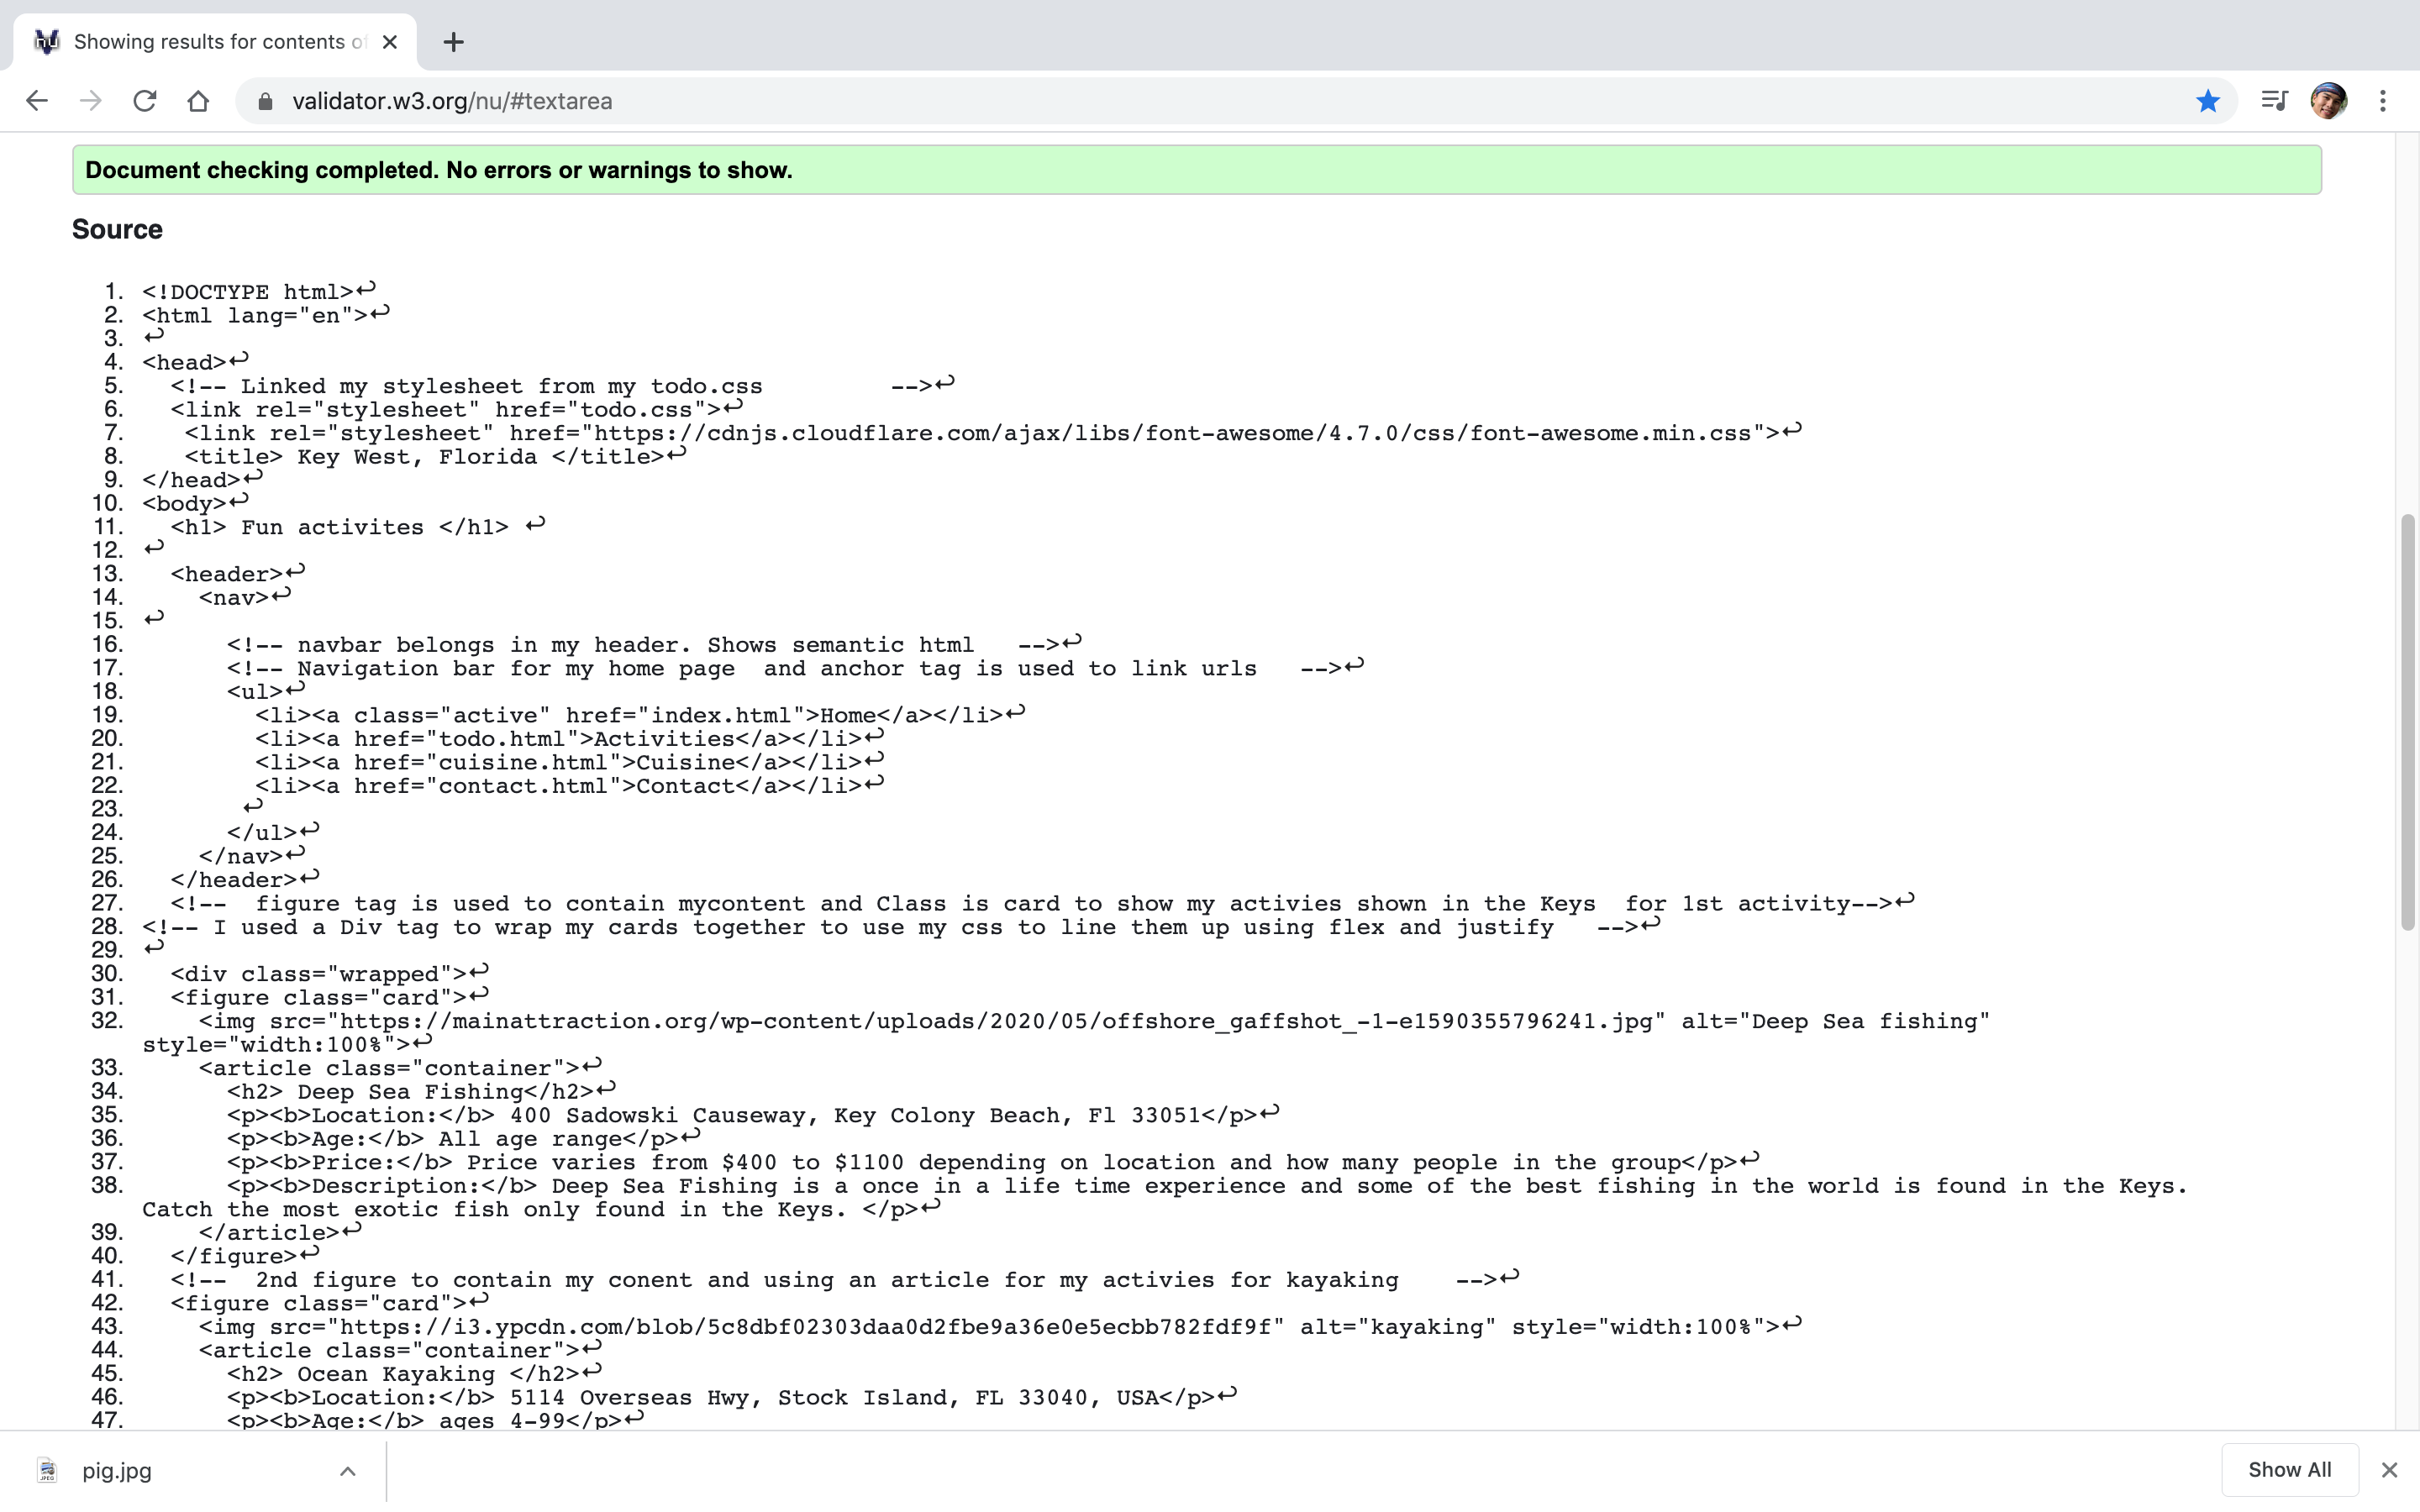 Showing results for contents of
validator.w3.org/nu/#textarea
Document checking completed. No errors or warnings to show.
Source
1. <!DOCTYPE html>↩
2. <html lang="en">↩
3. ↩
4. <head>↩
5.   <!-- Linked my stylesheet from my todo.css         -->↩
6.   <link rel="stylesheet" href="todo.css">↩
7.    <link rel="stylesheet" href="https://cdnjs.cloudflare.com/ajax/libs/font-awesome/4.7.0/css/font-awesome.min.css">↩
8.    <title> Key West, Florida </title>↩
9. </head>↩
10. <body>↩
11.   <h1> Fun activites </h1> ↩
12. ↩
13.   <header>↩
14.     <nav>↩
15. ↩
16.       <!-- navbar belongs in my header. Shows semantic html   -->↩
17.       <!-- Navigation bar for my home page  and anchor tag is used to link urls   -->↩
18.       <ul>↩
19.         <li><a class="active" href="index.html">Home</a></li>↩
20.         <li><a href="todo.html">Activities</a></li>↩
21.         <li><a href="cuisine.html">Cuisine</a></li>↩
22.         <li><a href="contact.html">Contact</a></li>↩
23.        ↩
24.       </ul>↩
25.     </nav>↩
26.   </header>↩
27.   <!--  figure tag is used to contain mycontent and Class is card to show my activies shown in the Keys  for 1st activity-->↩
28. <!-- I used a Div tag to wrap my cards together to use my css to line them up using flex and justify   -->↩
29. ↩
30.   <div class="wrapped">↩
31.   <figure class="card">↩
32.     <img src="https://mainattraction.org/wp-content/uploads/2020/05/offshore_gaffshot_-1-e1590355796241.jpg" alt="Deep Sea fishing"
style="width:100%">↩
33.     <article class="container">↩
34.       <h2> Deep Sea Fishing</h2>↩
35.       <p><b>Location:</b> 400 Sadowski Causeway, Key Colony Beach, Fl 33051</p>↩
36.       <p><b>Age:</b> All age range</p>↩
37.       <p><b>Price:</b> Price varies from $400 to $1100 depending on location and how many people in the group</p>↩
38.       <p><b>Description:</b> Deep Sea Fishing is a once in a life time experience and some of the best fishing in the world is found in the Keys.
Catch the most exotic fish only found in the Keys. </p>↩
39.     </article>↩
40.   </figure>↩
41.   <!--  2nd figure to contain my conent and using an article for my activies for kayaking    -->↩
42.   <figure class="card">↩
43.     <img src="https://i3.ypcdn.com/blob/5c8dbf02303daa0d2fbe9a36e0e5ecbb782fdf9f" alt="kayaking" style="width:100%">↩
44.     <article class="container">↩
45.       <h2> Ocean Kayaking </h2>↩
46.       <p><b>Location:</b> 5114 Overseas Hwy, Stock Island, FL 33040, USA</p>↩
47.       <p><b>Age:</b> ages 4-99</p>↩
pig.jpg
Show All